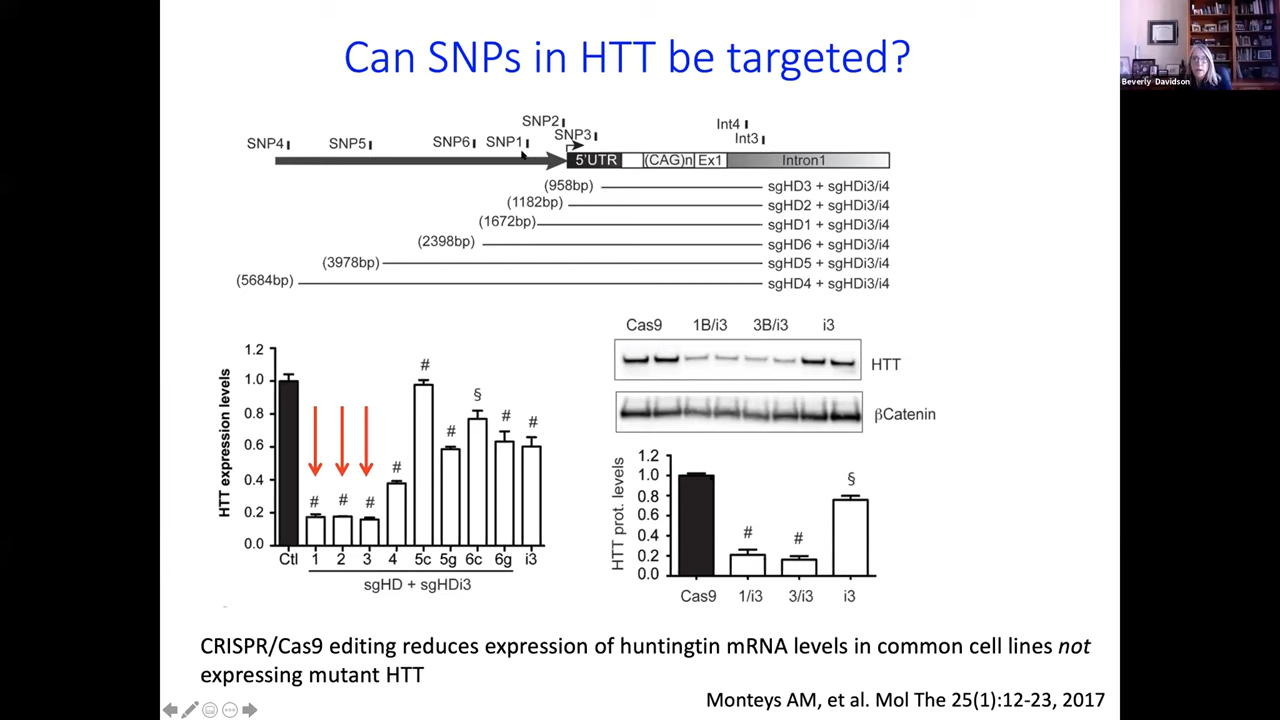 Can SNPs in HTT be targeted?
Beverly Davidson
SNP4 SNP5 SNP6 SNP1 SNP2 SNP3 Int4 Int3
5'UTR (CAG)n Ex1 Intron1
(958bp) sgHD3 + sgHDi3/i4
(1182bp) sgHD2 + sgHDi3/i4
(1672bp) sgHD1 + sgHDi3/i4
(2398bp) sgHD6 + sgHDi3/i4
(3978bp) sgHD5 + sgHDi3/i4
(5684bp) sgHD4 + sgHDi3/i4
HTT expression levels
1.2
1.0
0.8
0.6
0.4
0.2
0.0
# # # # # # § # #
Ctl 1 2 3 4 5c 5g 6c 6g i3
sgHD + sgHDi3
Cas9 1B/i3 3B/i3 i3
HTT
βCatenin
HTT prot. levels
1.2
1.0
0.8
0.6
0.4
0.2
0.0
# # §
Cas9 1/i3 3/i3 i3
CRISPR/Cas9 editing reduces expression of huntingtin mRNA levels in common cell lines not
expressing mutant HTT
Monteys AM, et al. Mol The 25(1):12-23, 2017